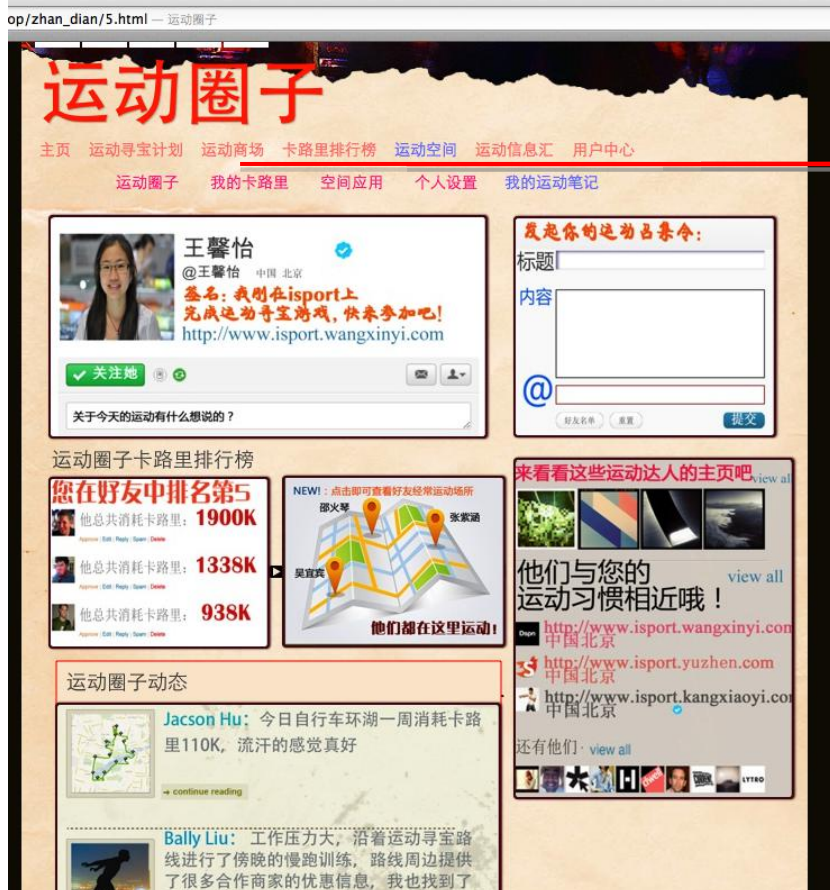 op/zhan_dian/5.html — 运动圈子
运动圈子
主页 运动寻宝计划 运动商场 卡路里排行榜 运动空间 运动信息汇 用户中心
运动圈子 我的卡路里 空间应用 个人设置 我的运动笔记
王馨怡
@王馨怡 中国 北京
签名：我刚在isport上
完成运动寻宝游戏，快来参加吧！
http://www.isport.wangxinyi.com
关注她
关于今天的运动有什么想说的？
发起你的运动召集令：
标题
内容
@
好友名单 重置 提交
运动圈子卡路里排行榜
您在好友中排名第5
他总共消耗卡路里：1900K
Approve | Edit | Reply | Spam | Delete
他总共消耗卡路里：1338K
Approve | Edit | Reply | Spam | Delete
他总共消耗卡路里：938K
Approve | Edit | Reply | Spam | Delete
NEW!：点击即可查看好友经常运动场所
邵火琴
张紫涵
吴宜宾
他们都在这里运动！
来看看这些运动达人的主页吧 view al
他们与您的
运动习惯相近哦！ view all
Dspn
http://www.isport.wangxinyi.com
中国北京
http://www.isport.yuzhen.com
中国北京
http://www.isport.kangxiaoyi.co
中国北京
还有他们· view all
LYTRO
运动圈子动态
Jacson Hu：今日自行车环湖一周消耗卡路
里110K，流汗的感觉真好
→ continue reading
Bally Liu：工作压力大，沿着运动寻宝路
线进行了傍晚的慢跑训练，路线周边提供
了很多合作商家的优惠信息，我也找到了